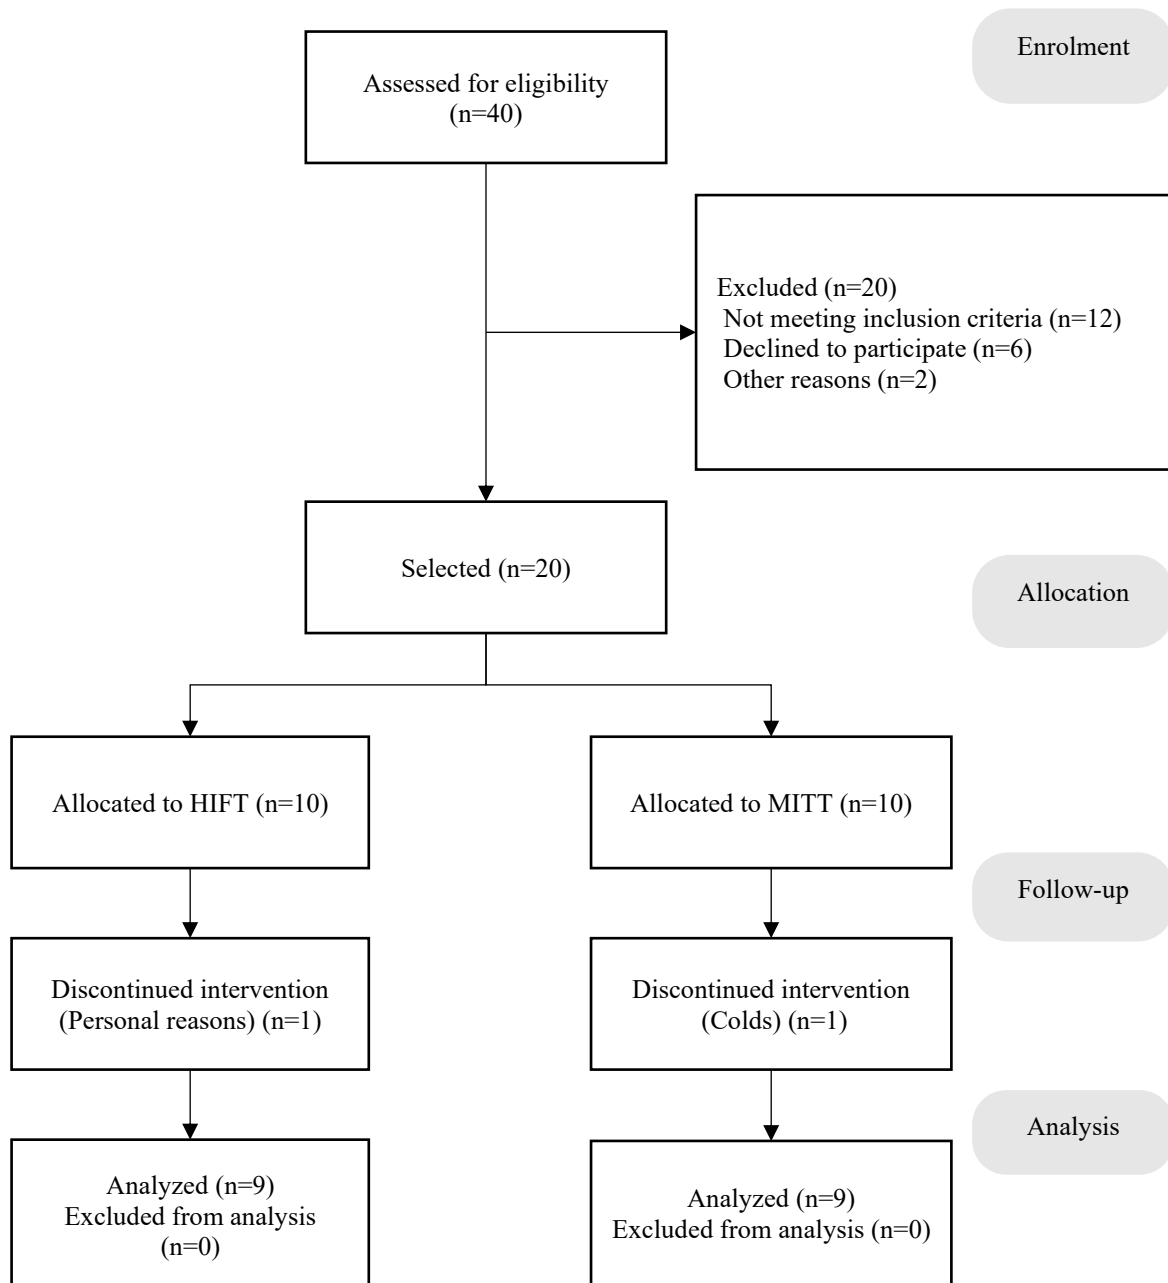 Enrolment
Assessed for eligibility
(n=40)
Excluded (n=20)
Not meeting inclusion criteria (n=12)
Declined to participate (n=6)
Other reasons (n=2)
Selected (n=20)
Allocation
Allocated to HIFT (n=10)
Allocated to MITT (n=10)
Follow-up
Discontinued intervention
(Personal reasons) (n=1)
Discontinued intervention
(Colds) (n=1)
Analysis
Analyzed (n=9)
Excluded from analysis
(n=0)
Analyzed (n=9)
Excluded from analysis (n=0)